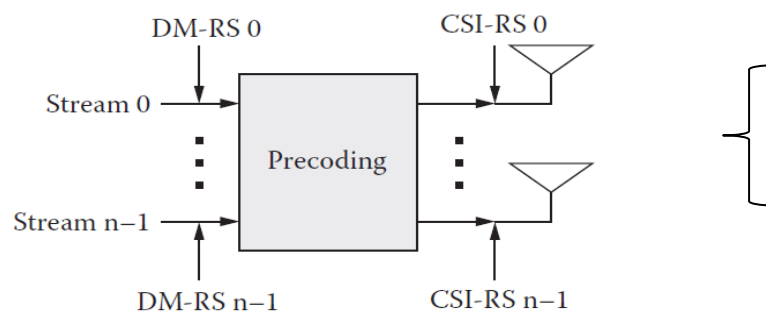 DM-RS 0
CSI-RS 0
Stream 0
Precoding
Stream n–1
DM-RS n–1
CSI-RS n–1